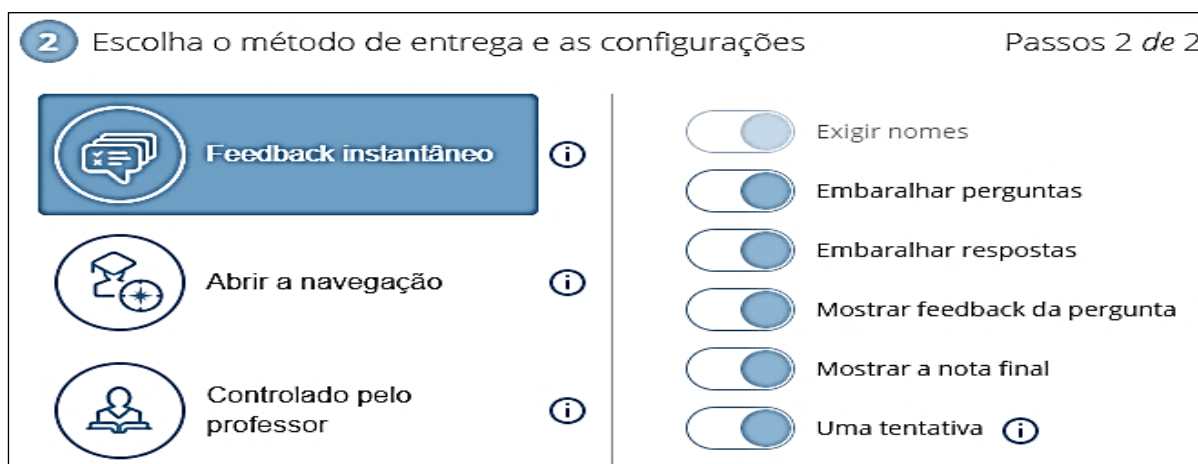 2 Escolha o método de entrega e as configurações Passos 2 de 2
Feedback instantâneo
Abrir a navegação
Controlado pelo
professor
Exigir nomes
Embaralhar perguntas
Embaralhar respostas
Mostrar feedback da pergunta
Mostrar a nota final
Uma tentativa